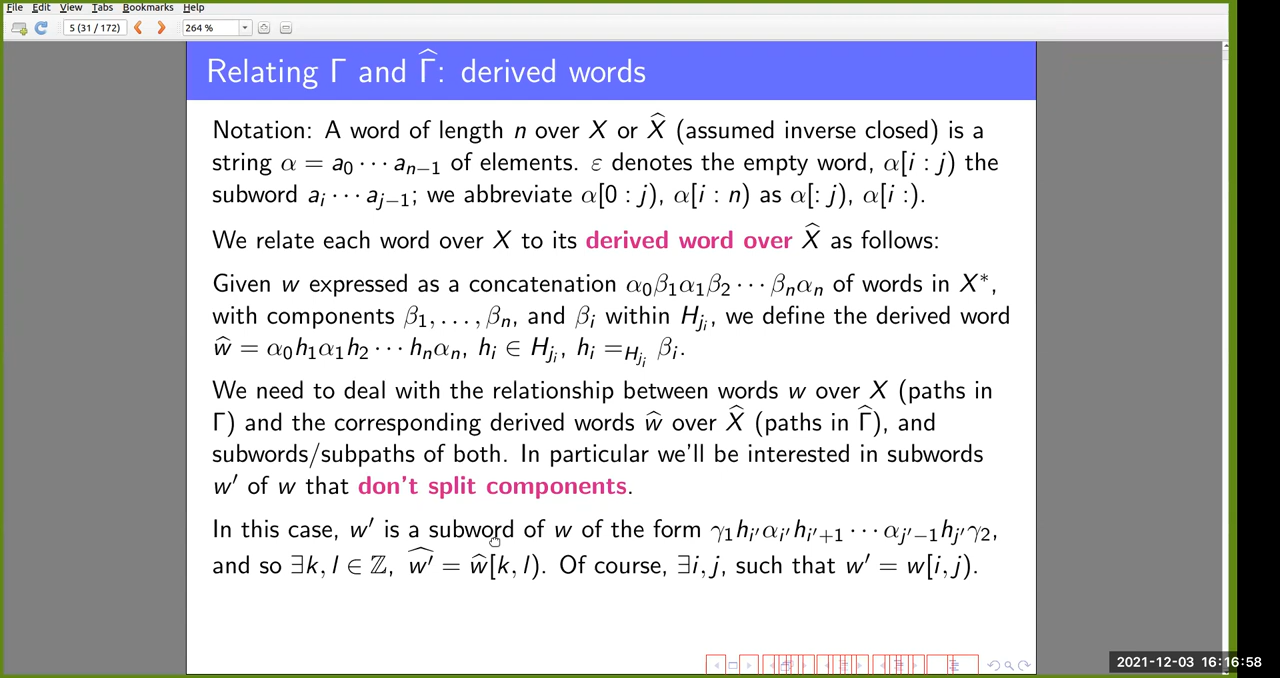 File Edit View Tabs Bookmarks Help
5 (31 / 172) 264 %
Relating Γ and Γ̂: derived words
Notation: A word of length n over X or X̂ (assumed inverse closed) is a
string α = a₀ ⋯ aₙ₋₁ of elements. ε denotes the empty word, α[i : j) the
subword aᵢ ⋯ aⱼ₋₁; we abbreviate α[0 : j), α[i : n) as α[: j), α[i :).
We relate each word over X to its derived word over X̂ as follows:
Given w expressed as a concatenation α₀β₁α₁β₂ ⋯ βₙαₙ of words in X*,
with components β₁, . . . , βₙ, and βᵢ within H_{jᵢ}, we define the derived word
ŵ = α₀h₁α₁h₂ ⋯ hₙαₙ, hᵢ ∈ H_{jᵢ}, hᵢ =_{H_{jᵢ}} βᵢ.
We need to deal with the relationship between words w over X (paths in
Γ) and the corresponding derived words ŵ over X̂ (paths in Γ̂), and
subwords/subpaths of both. In particular we'll be interested in subwords
w′ of w that don't split components.
In this case, w′ is a subword of w of the form γ₁h_{i′}α_{i′}h_{i′+1} ⋯ α_{j′−1}h_{j′}γ₂,
and so ∃k, l ∈ ℤ, ŵ′ = ŵ[k, l). Of course, ∃i, j, such that w′ = w[i, j).
2021-12-03 16:16:58